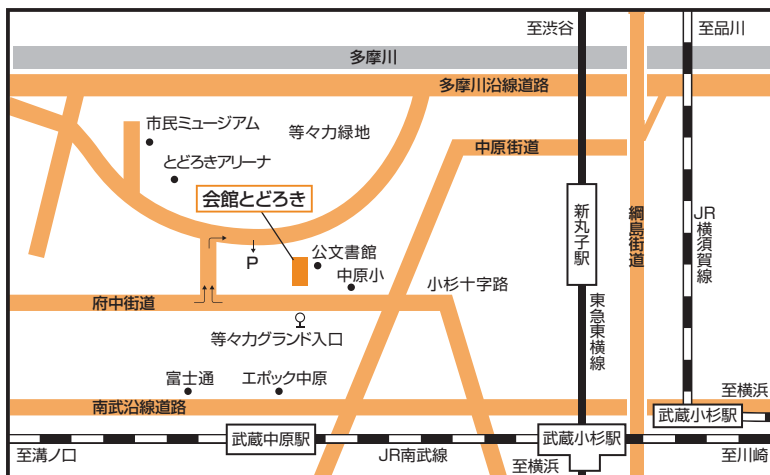 至渋谷
至品川
多摩川
多摩川沿線道路
市民ミュージアム
等々力緑地
中原街道
とどろきアリーナ
会館とどろき
新丸子駅
綱島街道
JR横須賀線
公文書館
P
中原小
小杉十字路
府中街道
東急東横線
等々力グランド入口
富士通
エポック中原
至横浜
南武沿線道路
武蔵小杉駅
武蔵中原駅
武蔵小杉駅
至溝ノ口
JR南武線
至横浜
至川崎